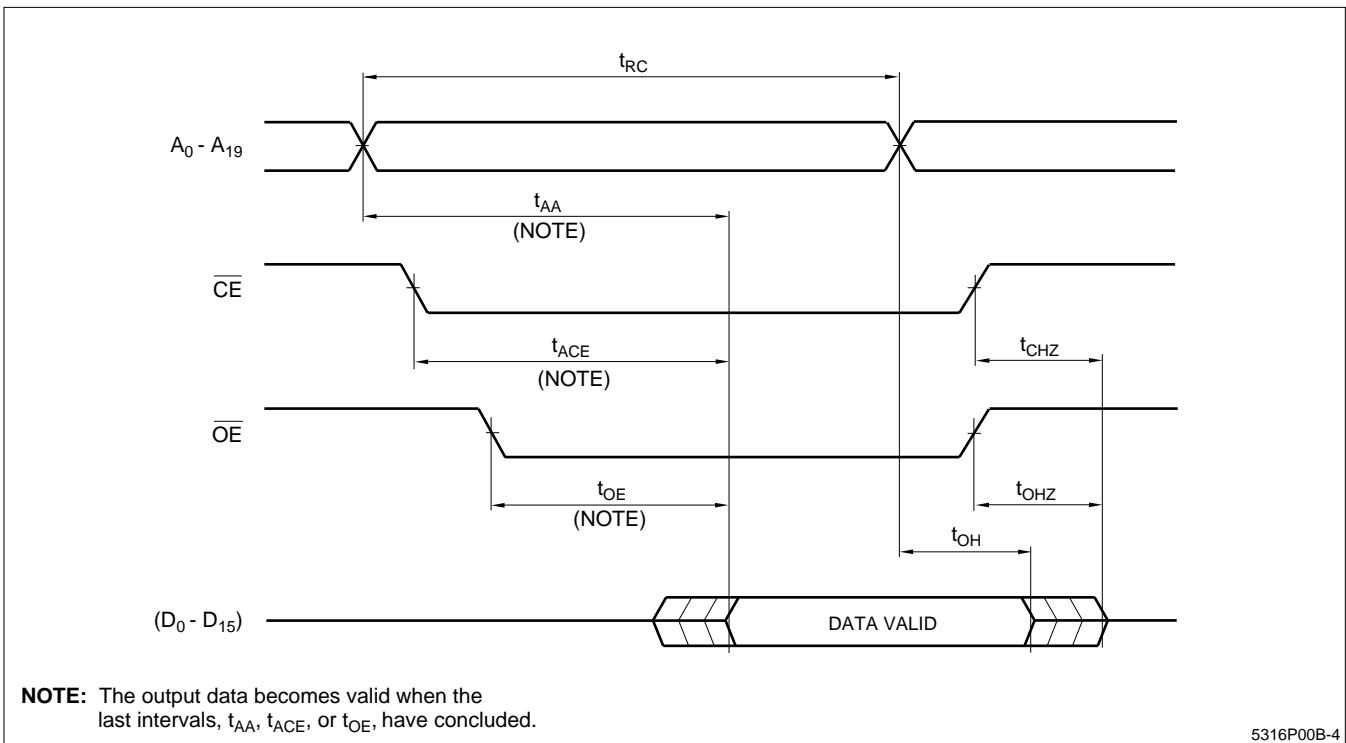 tRC
A0 - A19
tAA
(NOTE)
CE
tACE
(NOTE)
tCHZ
OE
tOE
(NOTE)
tOHZ
tOH
(D0 - D15)
DATA VALID
NOTE: The output data becomes valid when the
last intervals, tAA, tACE, or tOE, have concluded.
5316P00B-4